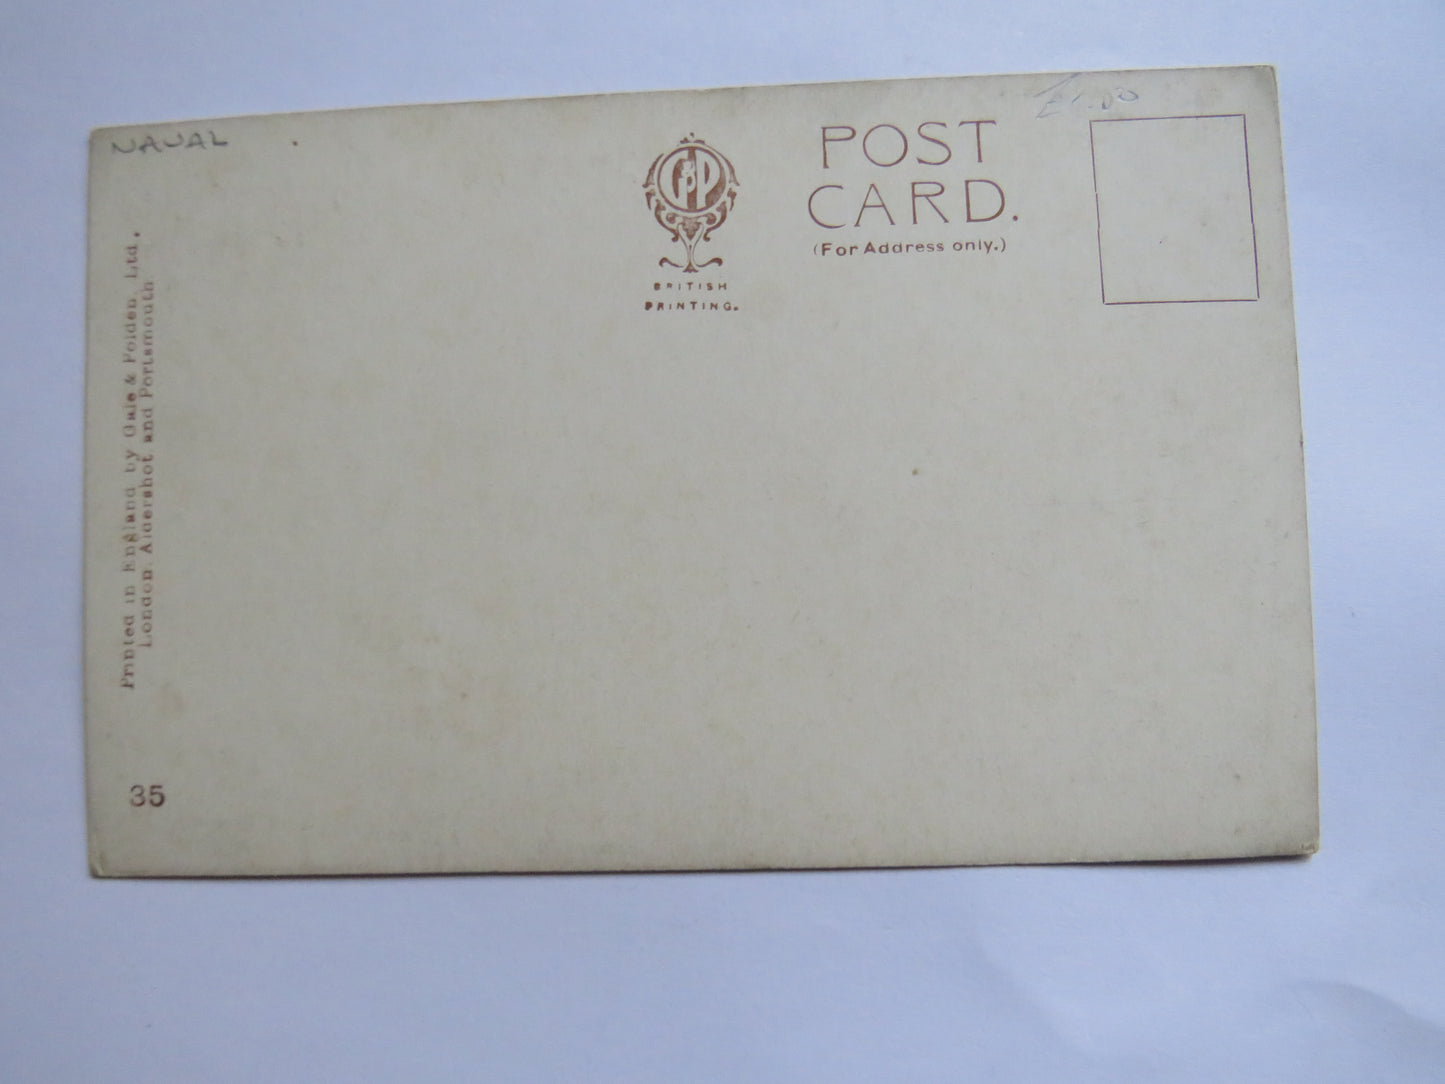 NAVAL
£1.00
G&P
BRITISH
PRINTING.
POST
CARD.
(For Address only.)
Printed in England by Gale & Polden, Ltd.,
London, Aldershot and Portsmouth
35